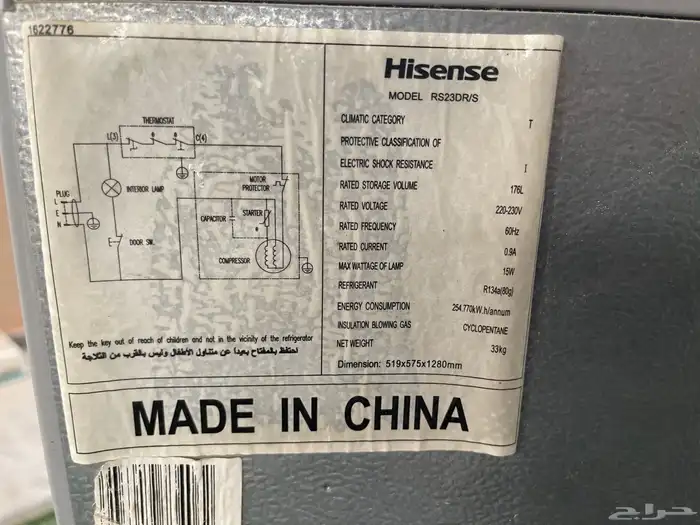 1622776
THERMOSTAT
L(3)
C(4)
PLUG
L
E
N
INTERIOR LAMP
DOOR SW.
MOTOR
PROTECTOR
CAPACITOR
STARTER
COMPRESSOR
Keep the key out of reach of children and not in the vicinity of the refrigerator
احتفظ بالمفتاح بعيداً عن متناول الأطفال وليس بالقرب من الثلاجة
Hisense
MODEL RS23DR/S
CLIMATIC CATEGORY T
PROTECTIVE CLASSIFICATION OF
ELECTRIC SHOCK RESISTANCE I
RATED STORAGE VOLUME 176L
RATED VOLTAGE 220-230V
RATED FREQUENCY 60Hz
RATED CURRENT 0.9A
MAX WATTAGE OF LAMP 15W
REFRIGERANT R134a(80g)
ENERGY CONSUMPTION 254.770kW.h/annum
INSULATION BLOWING GAS CYCLOPENTANE
NET WEIGHT 33kg
Dimension: 519x575x1280mm
MADE IN CHINA
حراج